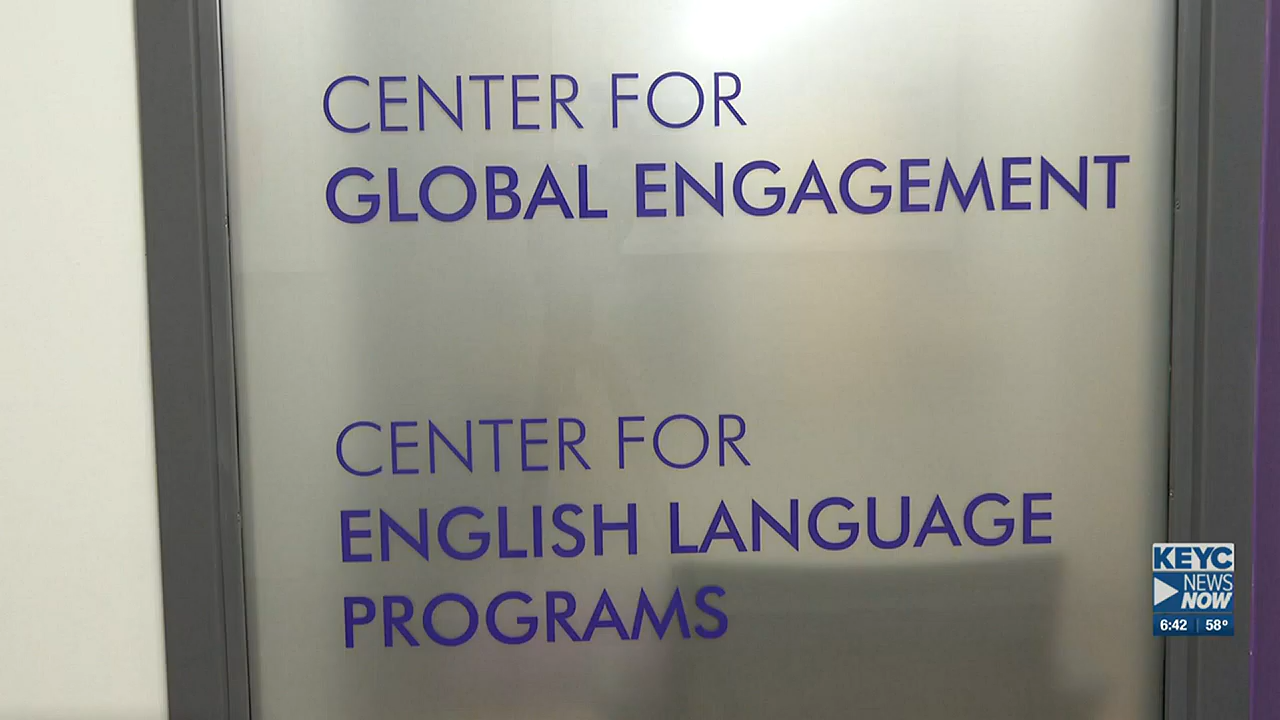 CENTER FOR
GLOBAL ENGAGEMENT
CENTER FOR
ENGLISH LANGUAGE
PROGRAMS
KEYC
NEWS
NOW
6:42 58°